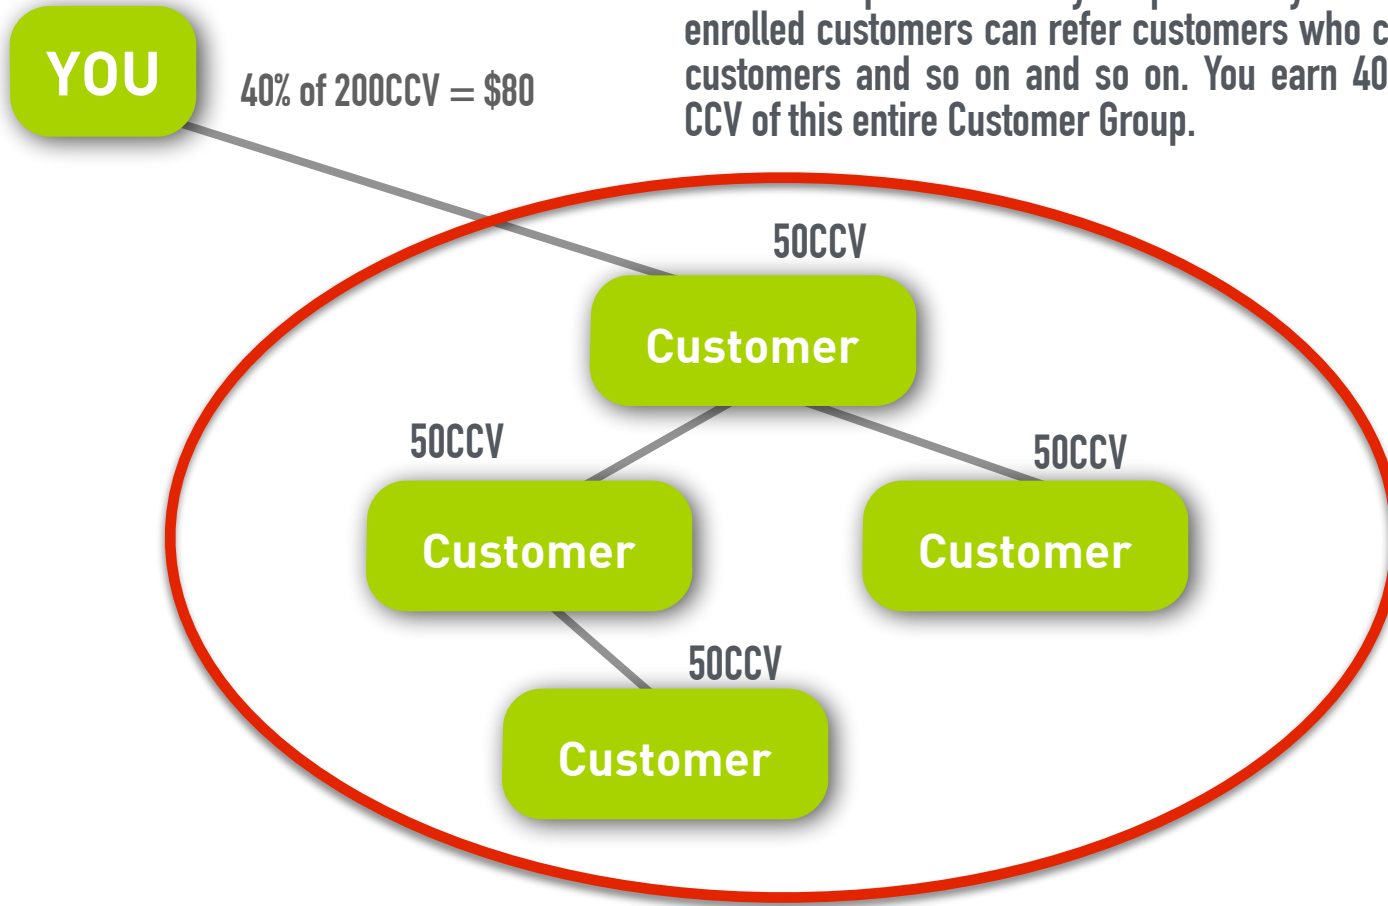 YOU
40% of 200CCV = $80
enrolled customers can refer customers who
customers and so on and so on. You earn 40
CCV of this entire Customer Group.
50CCV
Customer
50CCV
50CCV
Customer
Customer
50CCV
Customer